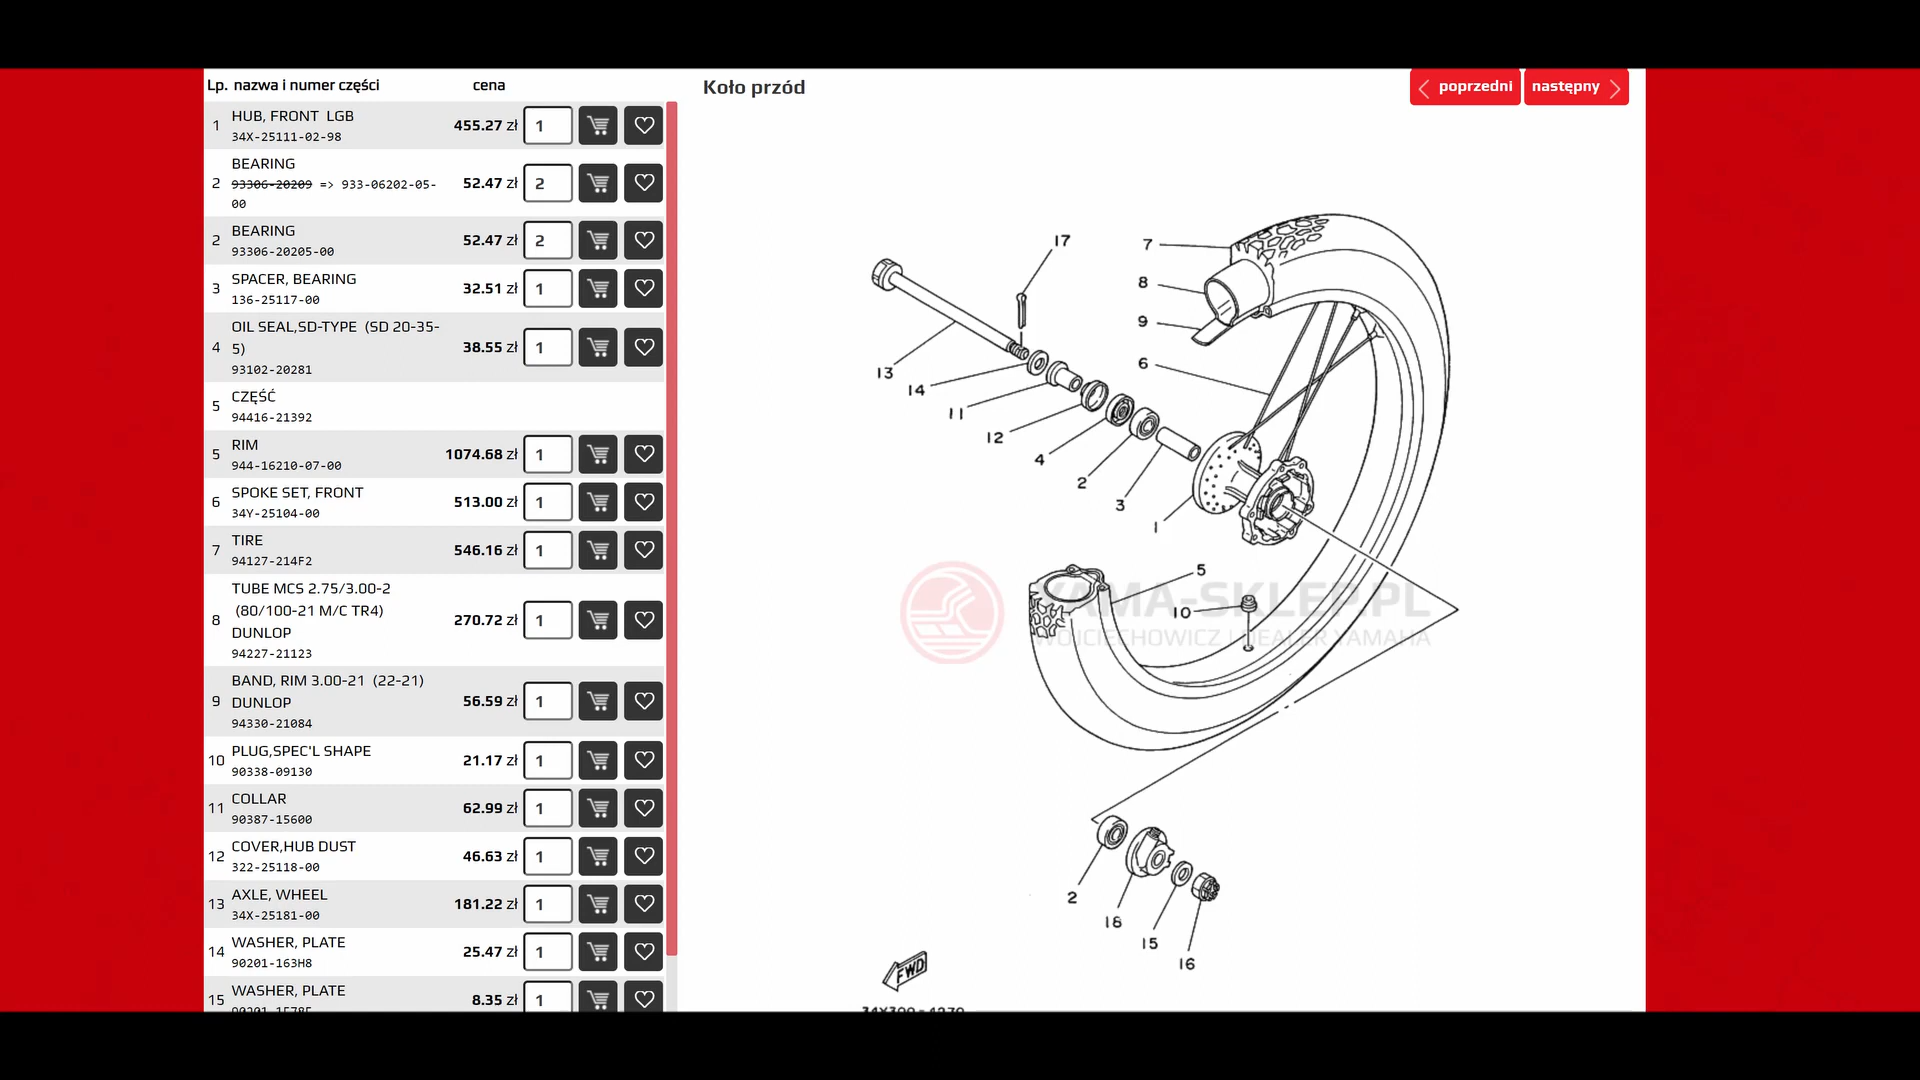 Lp. nazwa i numer części cena
1 HUB, FRONT LGB 455.27 zł 1
34X-25111-02-98
BEARING
2 93306-20209 => 933-06202-05- 52.47 zł 2
00
2 BEARING 52.47 zł 2
93306-20205-00
3 SPACER, BEARING 32.51 zł 1
136-25117-00
OIL SEAL,SD-TYPE (SD 20-35-
4 5) 38.55 zł 1
93102-20281
5 CZĘŚĆ
94416-21392
5 RIM 1074.68 zł 1
944-16210-07-00
6 SPOKE SET, FRONT 513.00 zł 1
34Y-25104-00
7 TIRE 546.16 zł 1
94127-214F2
TUBE MCS 2.75/3.00-2
(80/100-21 M/C TR4)
8 DUNLOP 270.72 zł 1
94227-21123
BAND, RIM 3.00-21 (22-21)
9 DUNLOP 56.59 zł 1
94330-21084
10 PLUG,SPEC'L SHAPE 21.17 zł 1
90338-09130
11 COLLAR 62.99 zł 1
90387-15600
12 COVER,HUB DUST 46.63 zł 1
322-25118-00
13 AXLE, WHEEL 181.22 zł 1
34X-25181-00
14 WASHER, PLATE 25.47 zł 1
90201-163H8
15 WASHER, PLATE 8.35 zł 1
Koło przód
poprzedni następny
17
7
8
9
13
14
6
11
12
4
2
3
1
5
10
YAMA-SKLEP.PL
WOJCIECHOWICZ | DEALER YAMAHA
2
18
15
16
FWD